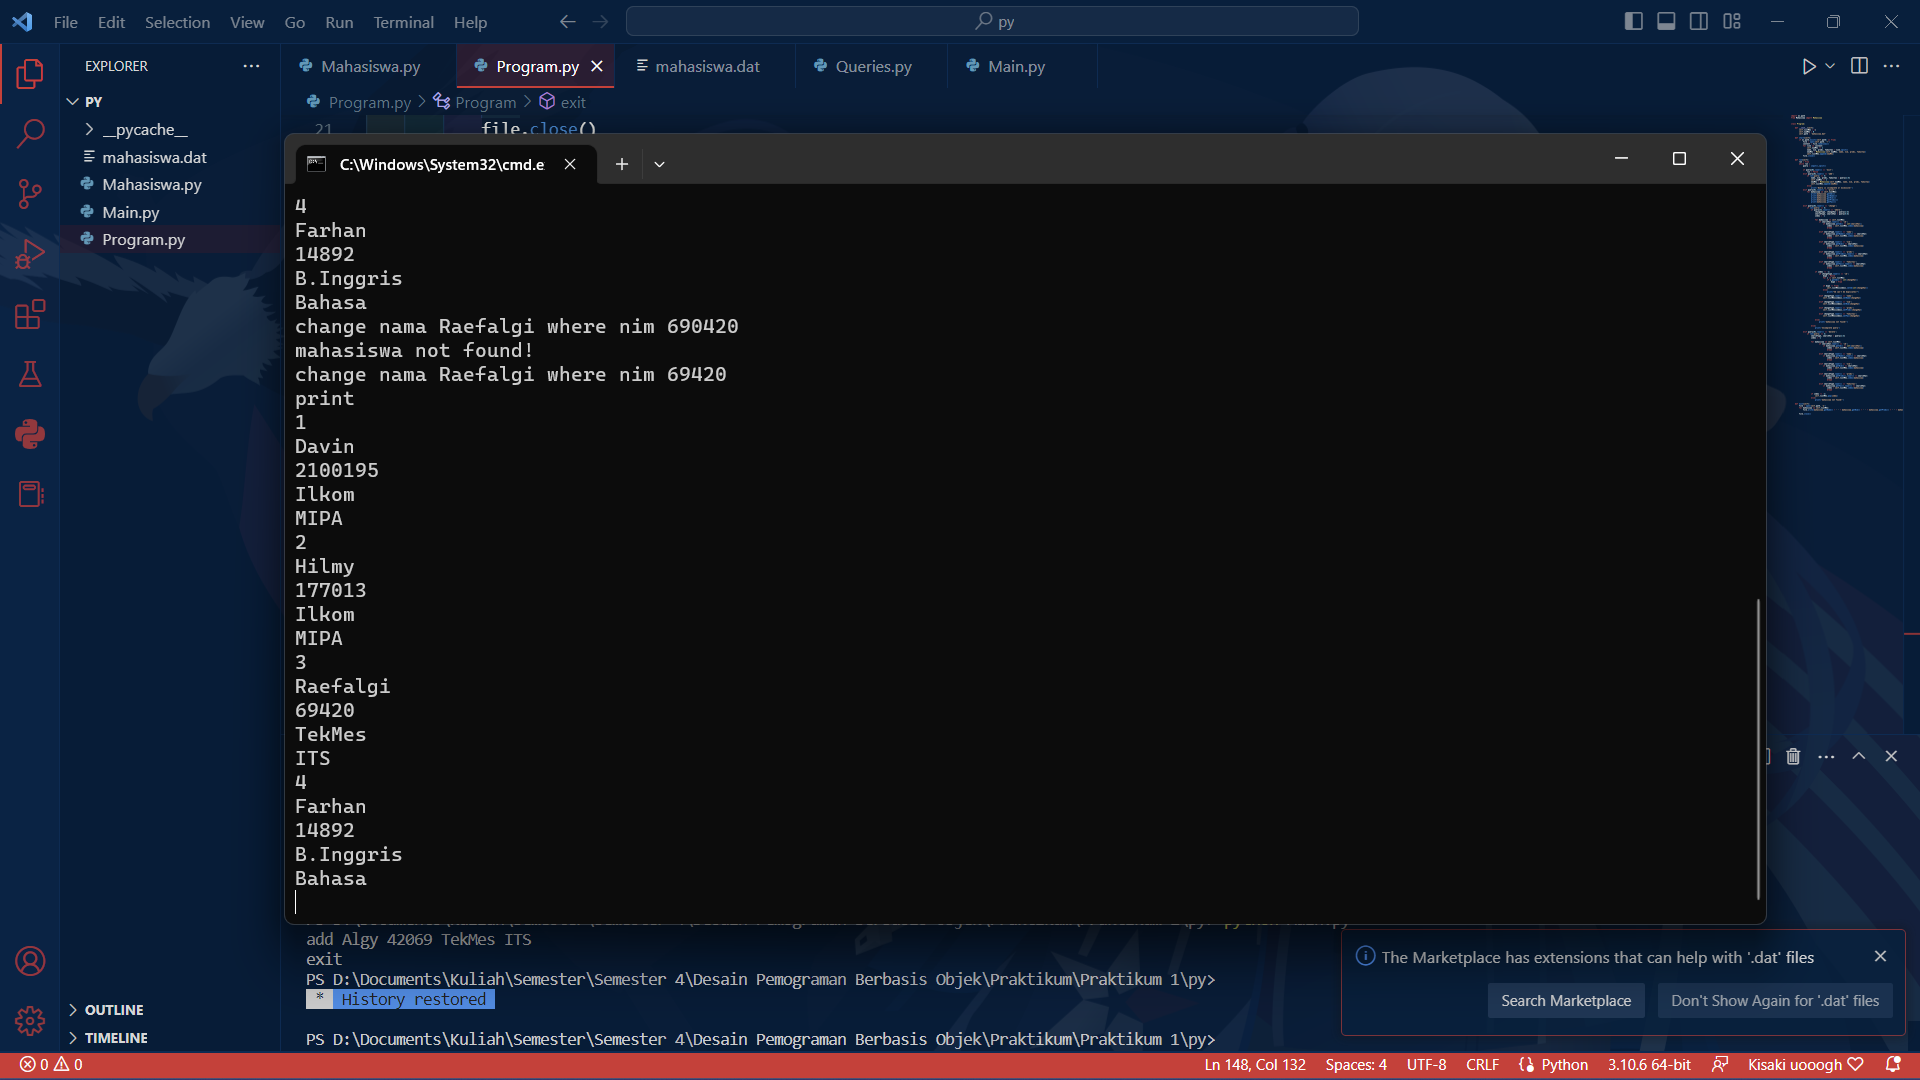 File Edit Selection View Go Run Terminal Help
py
EXPLORER
Mahasiswa.py Program.py mahasiswa.dat Queries.py Main.py
PY
Program.py > Program > exit
__pycache__
mahasiswa.dat
Mahasiswa.py
Main.py
Program.py
21 file.close()
C:\Windows\System32\cmd.e
4
Farhan
14892
B.Inggris
Bahasa
change nama Raefalgi where nim 690420
mahasiswa not found!
change nama Raefalgi where nim 69420
print
1
Davin
2100195
Ilkom
MIPA
2
Hilmy
177013
Ilkom
MIPA
3
Raefalgi
69420
TekMes
ITS
4
Farhan
14892
B.Inggris
Bahasa
add Algy 42069 TekMes ITS
exit
PS D:\Documents\Kuliah\Semester\Semester 4\Desain Pemograman Berbasis Objek\Praktikum\Praktikum 1\py>
* History restored
PS D:\Documents\Kuliah\Semester\Semester 4\Desain Pemograman Berbasis Objek\Praktikum\Praktikum 1\py>
The Marketplace has extensions that can help with '.dat' files
Search Marketplace Don't Show Again for '.dat' files
OUTLINE
TIMELINE
0 0 Ln 148, Col 132 Spaces: 4 UTF-8 CRLF Python 3.10.6 64-bit Kisaki uooogh